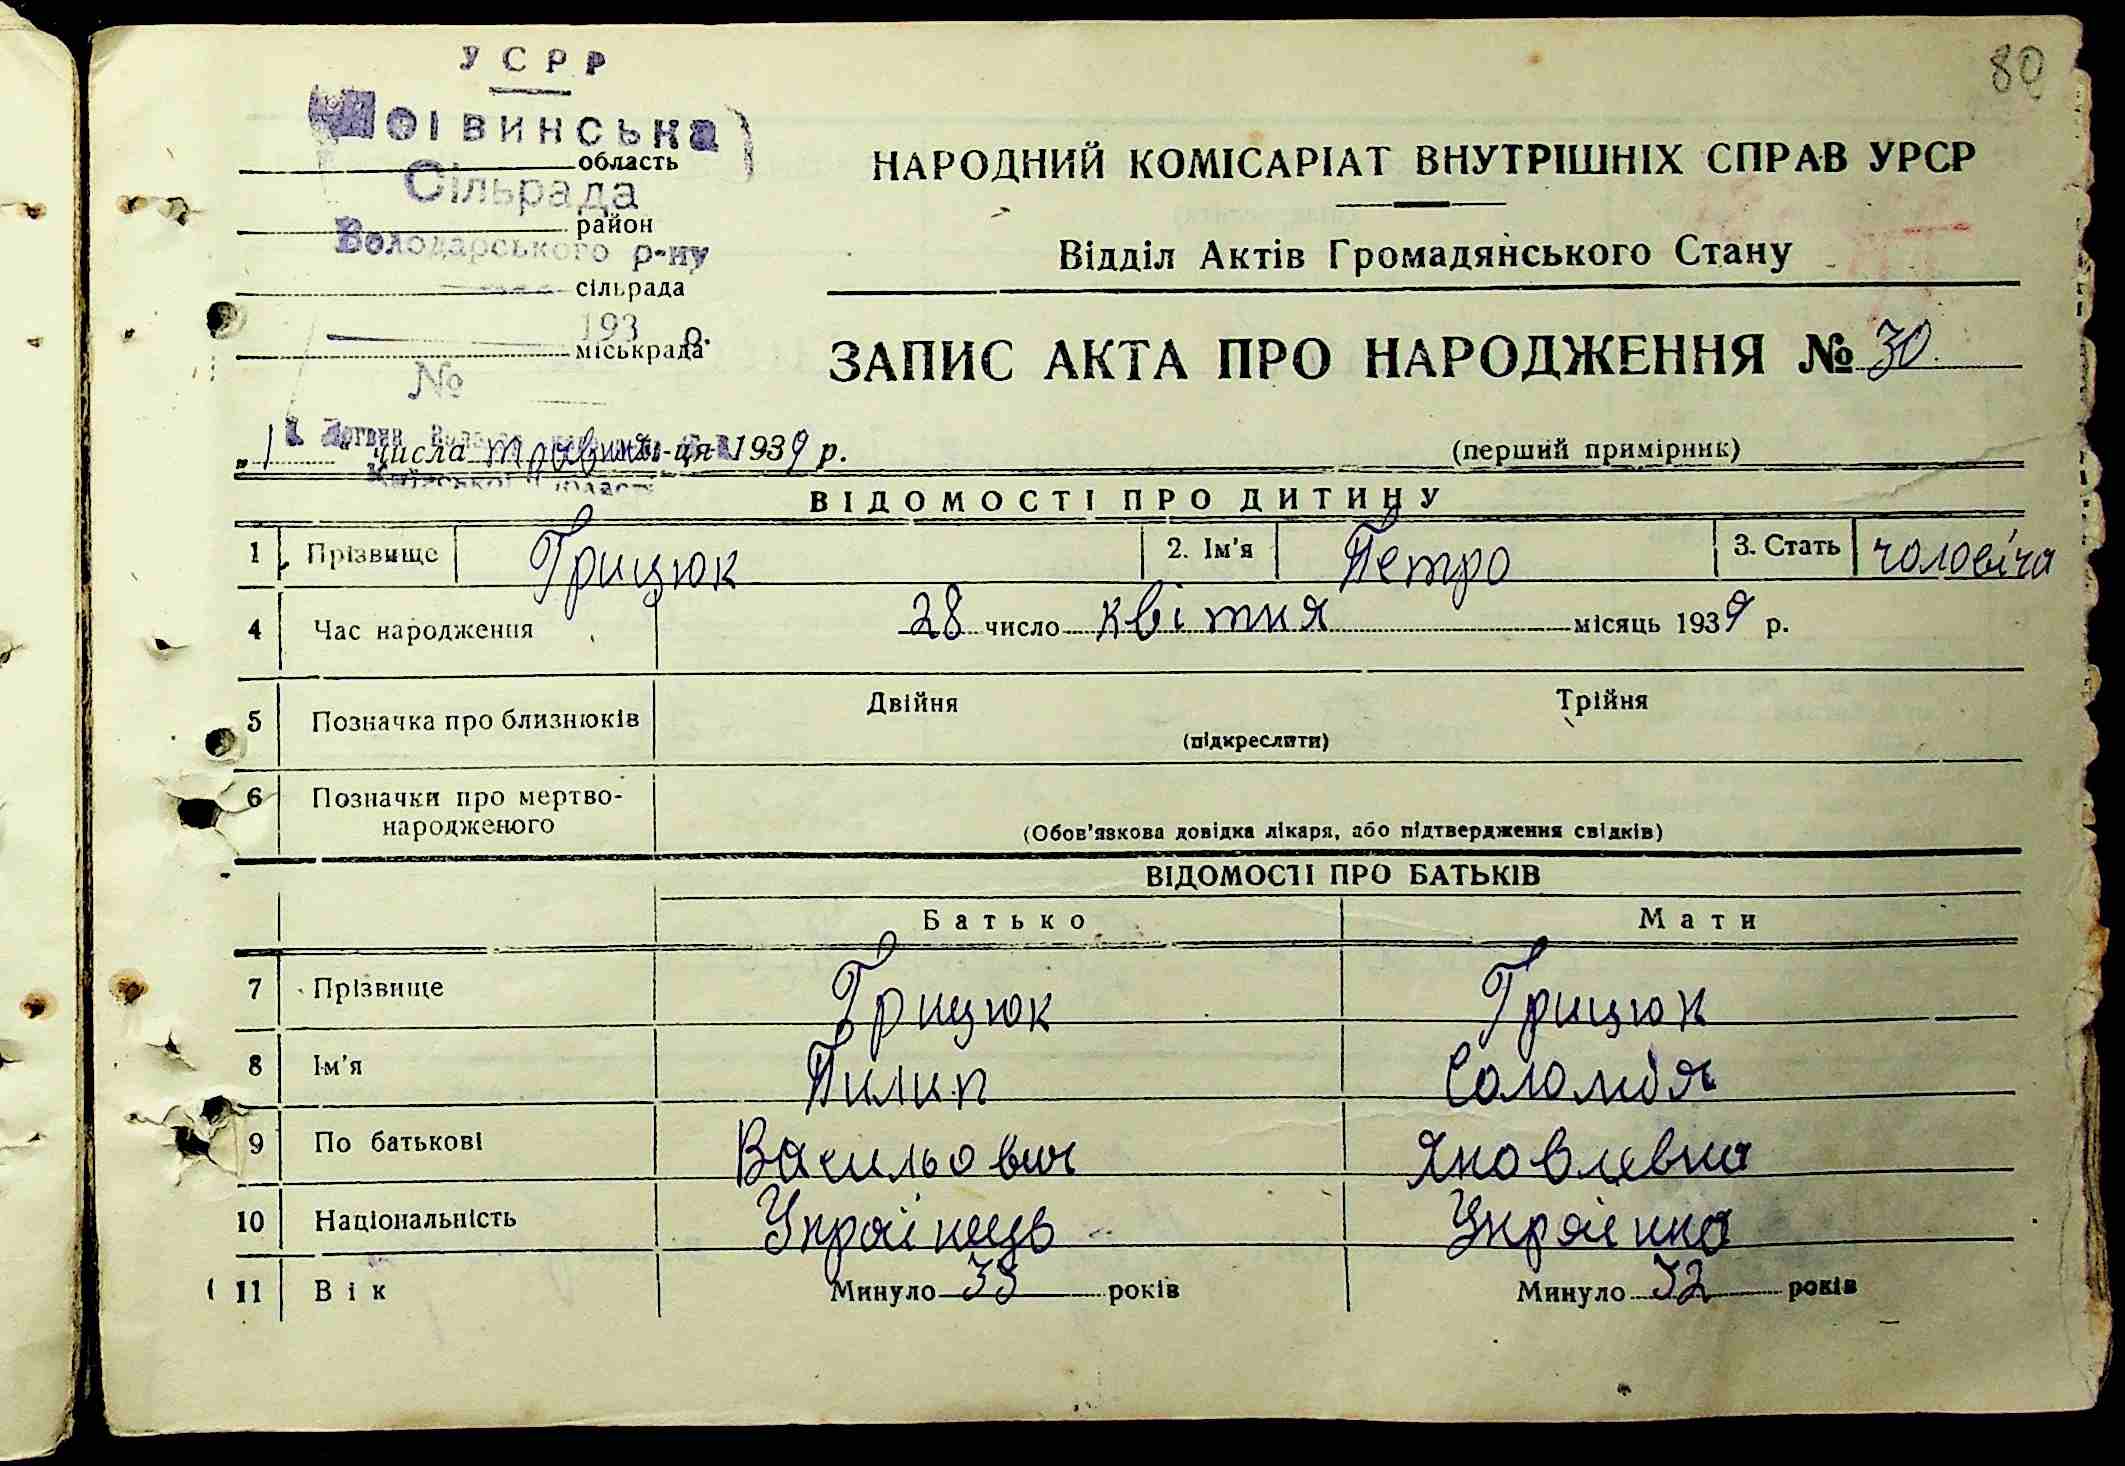 80
УСРР
Логвинська
область
Сільрада
район
Володарського р-ну
сільрада
193 р.
міськрада
№
НАРОДНИЙ КОМІСАРІАТ ВНУТРІШНІХ СПРАВ УРСР
Відділ Актів Громадянського Стану
ЗАПИС АКТА ПРО НАРОДЖЕННЯ № 30
„1" числа травня м-ця 1939 р.
(перший примірник)
ВІДОМОСТІ ПРО ДИТИНУ
1 Прізвище Грицюк 2. Ім'я Петро 3. Стать чоловіча
4 Час народження 28 число квітня місяць 1939 р.
5 Позначка про близнюків Двійня Трійня
(підкреслити)
6 Позначки про мертво-
народженого
(Обов'язкова довідка лікаря, або підтвердження свідків)
ВІДОМОСТІ ПРО БАТЬКІВ
Батько Мати
7 Прізвище Грицюк Грицюк
8 Ім'я Пилип Соломія
9 По батькові Васильович Яковлевна
10 Національність Українець Українка
11 Вік Минуло 33 років Минуло 32 років